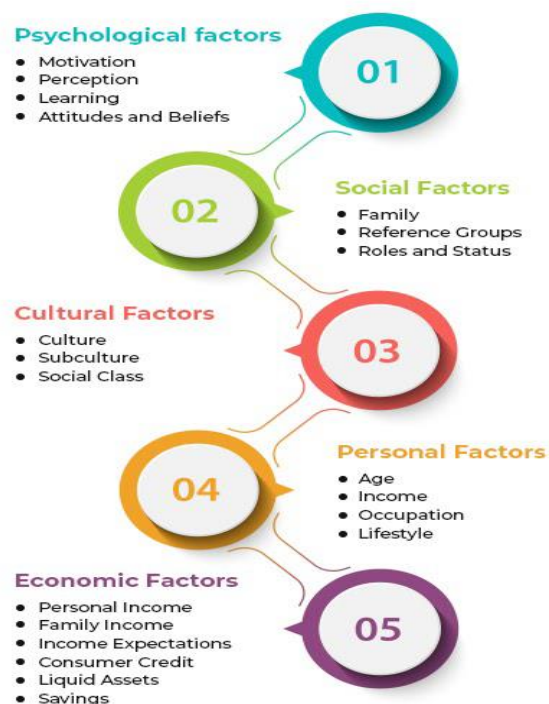 Psychological factors
Motivation
Perception
Learning
Attitudes and Beliefs
01
02
Social Factors
Family
Reference Groups
Roles and Status
Cultural Factors
Culture
Subculture
Social Class
03
04
Personal Factors
Age
Income
Occupation
Lifestyle
Economic Factors
Personal Income
Family Income
Income Expectations
Consumer Credit
Liquid Assets
Savings
05